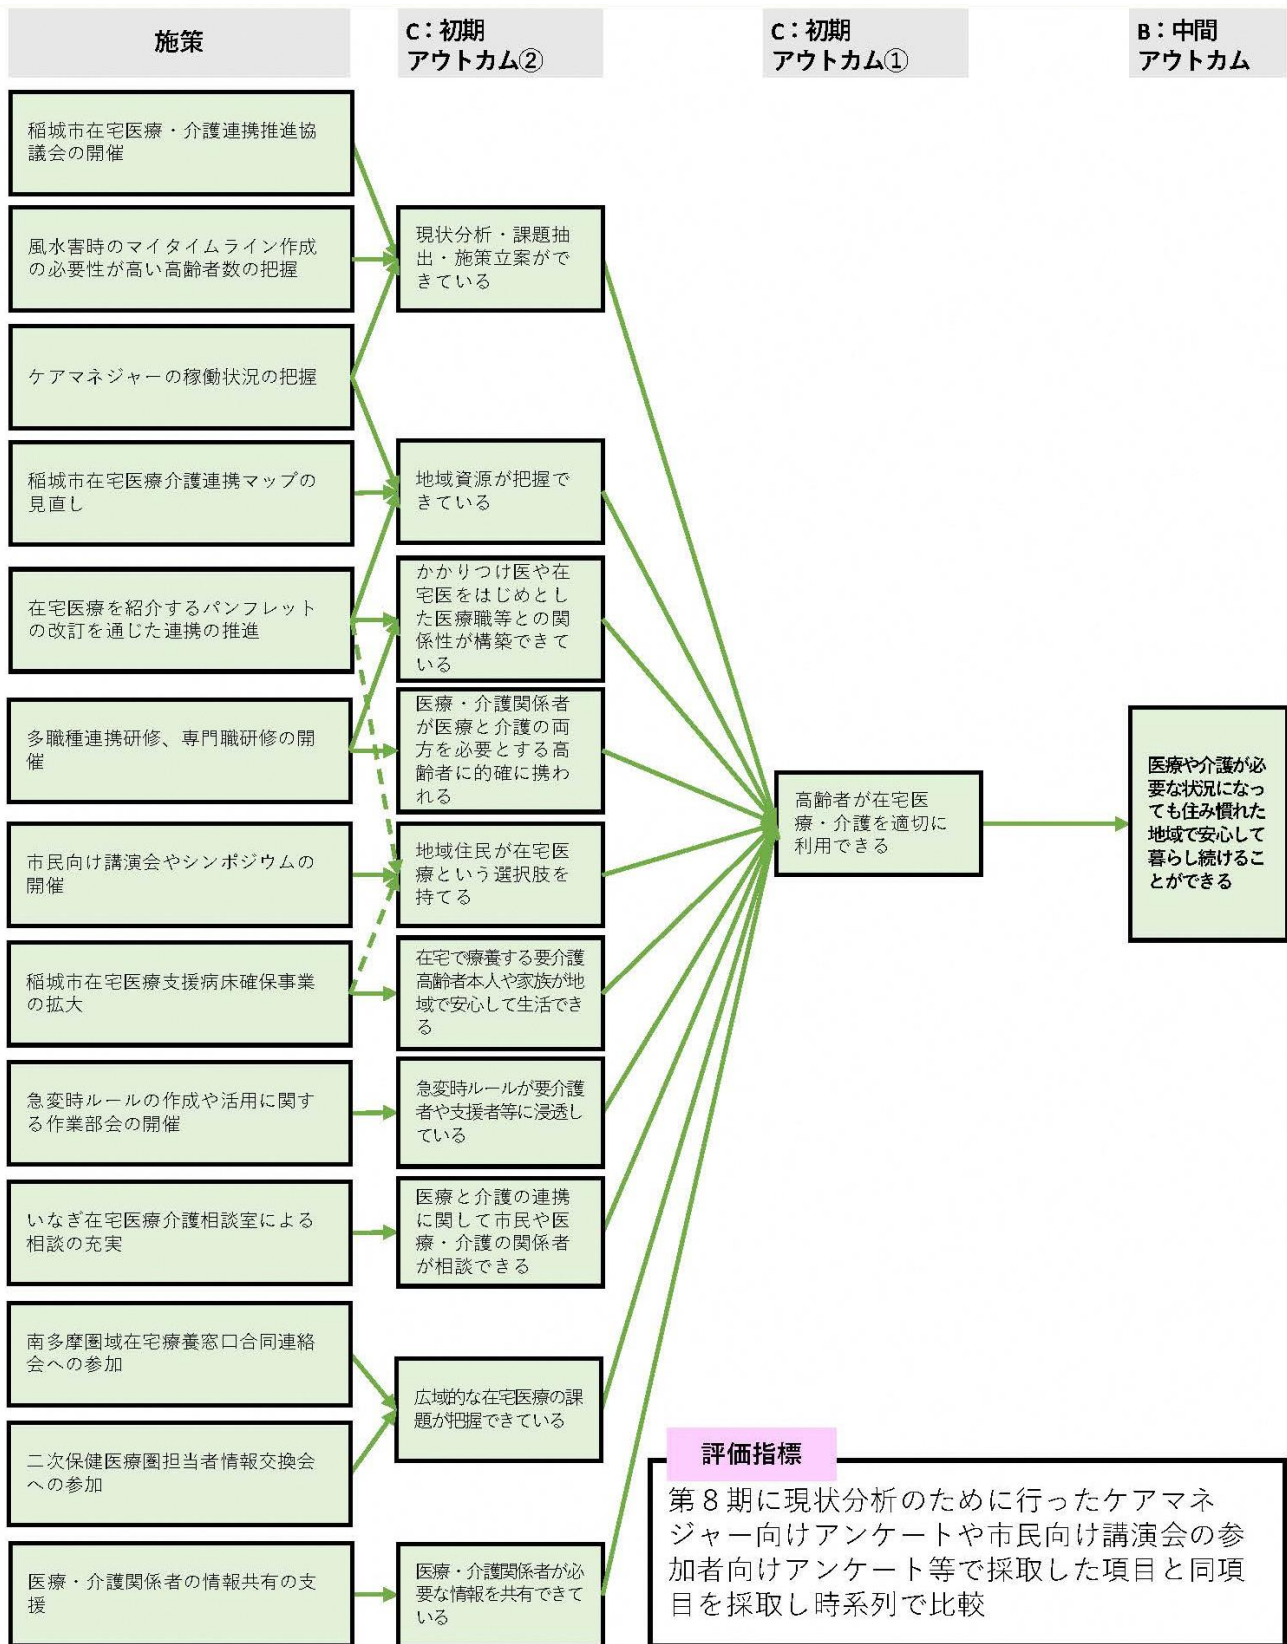 施策
C：初期
アウトカム②
C：初期
アウトカム①
B：中間
アウトカム
稲城市在宅医療・介護連携推進協
議会の開催
風水害時のマイタイムライン作成
の必要性が高い高齢者数の把握
ケアマネジャーの稼働状況の把握
稲城市在宅医療介護連携マップの
見直し
在宅医療を紹介するパンフレット
の改訂を通じた連携の推進
多職種連携研修、専門職研修の開
催
市民向け講演会やシンポジウムの
開催
稲城市在宅医療支援病床確保事業
の拡大
急変時ルールの作成や活用に関す
る作業部会の開催
いなぎ在宅医療介護相談室による
相談の充実
南多摩圏域在宅療養窓口合同連絡
会への参加
二次保健医療圏担当者情報交換会
への参加
医療・介護関係者の情報共有の支
援
現状分析・課題抽
出・施策立案がで
きている
地域資源が把握で
きている
かかりつけ医や在
宅医をはじめとし
た医療職等との関
係性が構築できて
いる
医療・介護関係者
が医療と介護の両
方を必要とする高
齢者に的確に携わ
れる
地域住民が在宅医
療という選択肢を
持てる
在宅で療養する要介護
高齢者本人や家族が地
域で安心して生活でき
る
急変時ルールが要介護
者や支援者等に浸透し
ている
医療と介護の連携
に関して市民や医
療・介護の関係者
が相談できる
広域的な在宅医療の課
題が把握できている
医療・介護関係者が必
要な情報を共有できて
いる
高齢者が在宅医
療・介護を適切に
利用できる
医療や介護が必
要な状況になっ
ても住み慣れた
地域で安心して
暮らし続けるこ
とができる
評価指標
第８期に現状分析のために行ったケアマネ
ジャー向けアンケートや市民向け講演会の参
加者向けアンケート等で採取した項目と同項
目を採取し時系列で比較